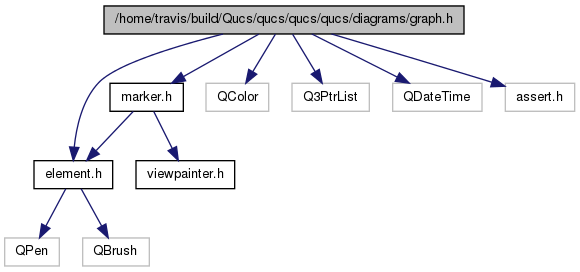 /home/travis/build/Qucs/qucs/qucs/qucs/diagrams/graph.h
marker.h
QColor
Q3PtrList
QDateTime
assert.h
element.h
viewpainter.h
QPen
QBrush